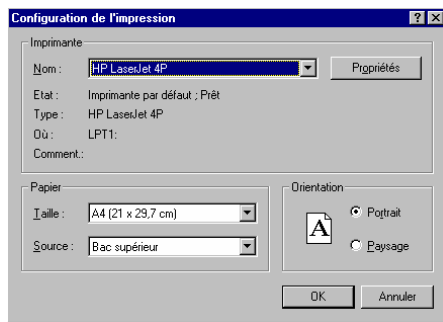 Configuration de l'impression
Imprimante
Nom :
HP LaserJet 4P
Propriétés
Etat :
Imprimante par défaut ; Prêt
Type :
HP LaserJet 4P
Où :
LPT1:
Comment.:
Papier
Taille :
A4 (21 x 29,7 cm)
Source :
Bac supérieur
Orientation
A
Portrait
Paysage
OK
Annuler